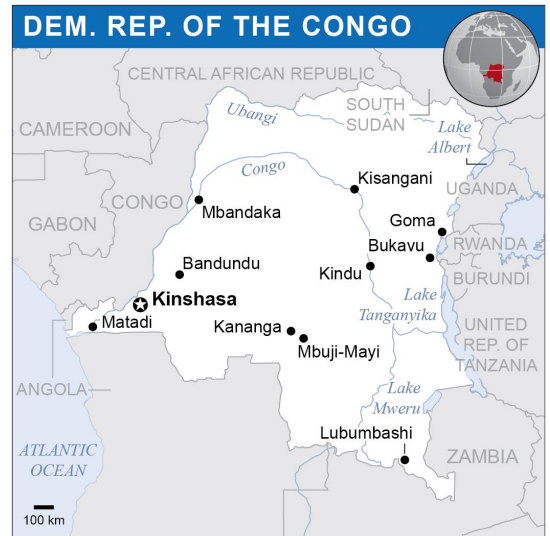 DEM. REP. OF THE CONGO
CENTRAL AFRICAN REPUBLIC
SOUTH
SUDAN
CAMEROON
Ubangi
Lake
Albert
Congo
Kisangani
UGANDA
CONGO
Mbandaka
GABON
Goma
Bukavu
RWANDA
Bandundu
Kindu
BURUNDI
Kinshasa
Lake
Tanganyika
Matadi
Kananga
Mbuji-Mayi
UNITED
REP. OF
TANZANIA
ANGOLA
Lake
Mweru
Lubumbashi
ATLANTIC
OCEAN
ZAMBIA
100 km